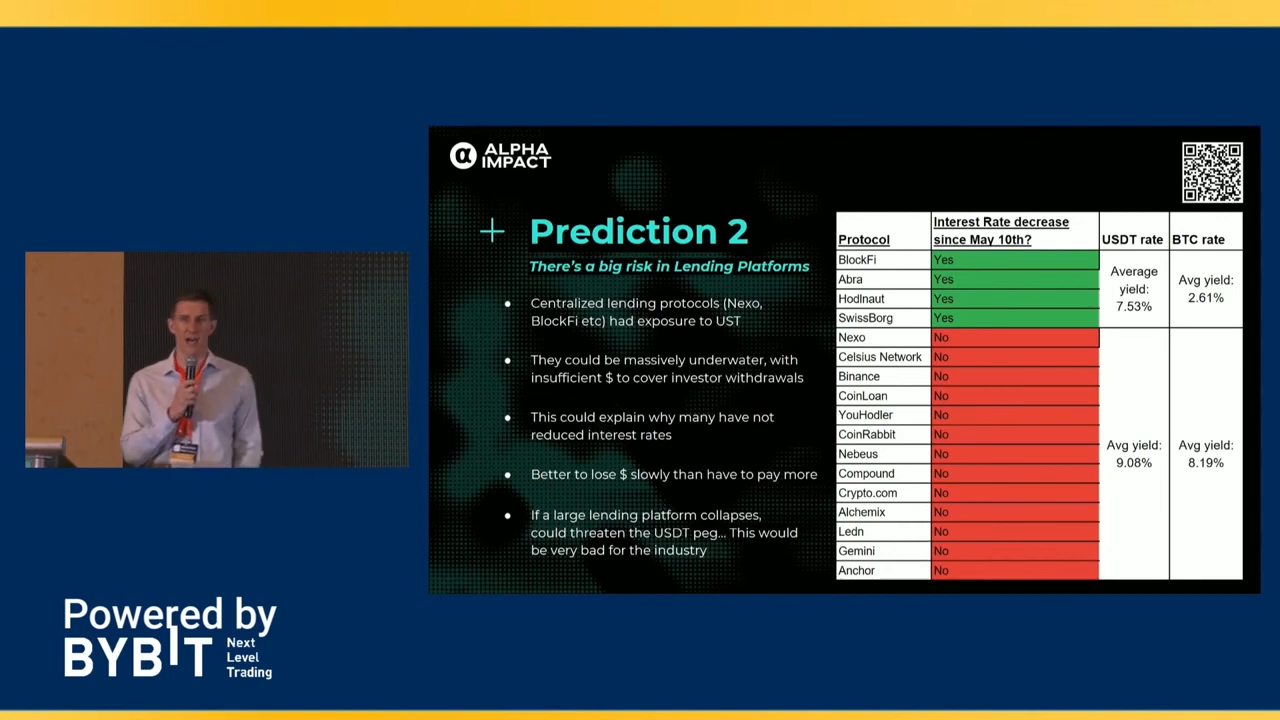 ALPHA
IMPACT
Prediction 2
There's a big risk in Lending Platforms
● Centralized lending protocols (Nexo,
BlockFi etc) had exposure to UST
● They could be massively underwater, with
insufficient $ to cover investor withdrawals
● This could explain why many have not
reduced interest rates
● Better to lose $ slowly than have to pay more
● If a large lending platform collapses,
could threaten the USDT peg... This would
be very bad for the industry
Protocol Interest Rate decrease since May 10th? USDT rate BTC rate
BlockFi Yes
Abra Yes
Hodlnaut Yes
SwissBorg Yes
Average
yield:
7.53%
Avg yield:
2.61%
Nexo No
Celsius Network No
Binance No
CoinLoan No
YouHodler No
CoinRabbit No
Nebeus No
Compound No
Crypto.com No
Alchemix No
Ledn No
Gemini No
Anchor No
Avg yield:
9.08%
Avg yield:
8.19%
Powered by
BYBIT
Next
Level
Trading